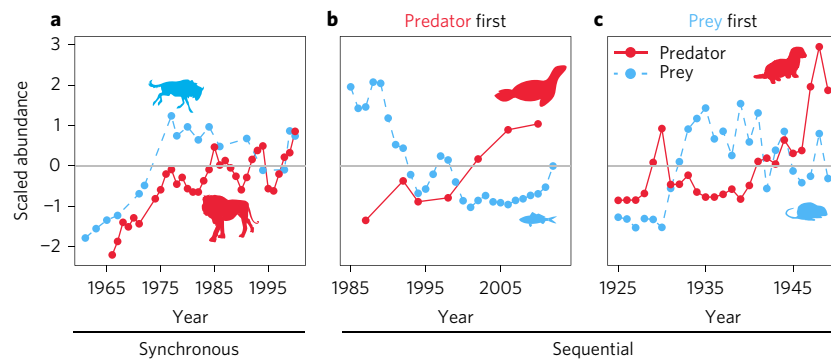 a
b
Predator first
c
Prey first
3
2
1
0
−1
−2
Scaled abundance
Predator
Prey
1965 1975 1985 1995
1985 1995 2005
1925 1935 1945
Year
Year
Year
Synchronous
Sequential